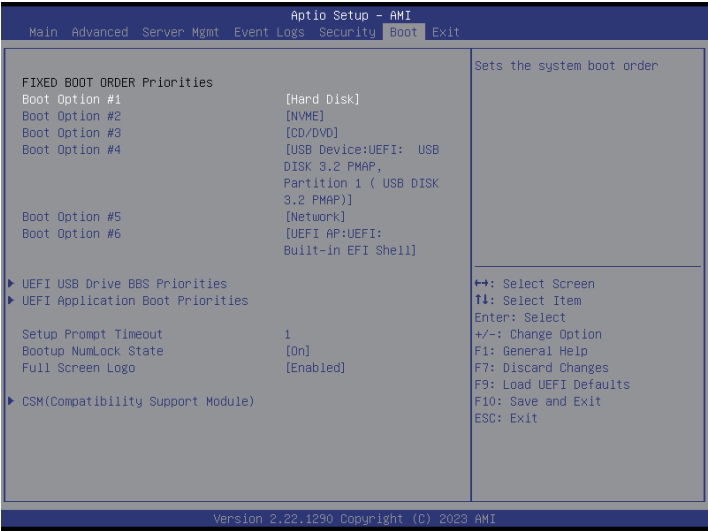 Aptio Setup – AMI
Main Advanced Server Mgmt Event Logs Security Boot Exit
FIXED BOOT ORDER Priorities
Boot Option #1 [Hard Disk]
Boot Option #2 [NVME]
Boot Option #3 [CD/DVD]
Boot Option #4 [USB Device:UEFI: USB
DISK 3.2 PMAP,
Partition 1 ( USB DISK
3.2 PMAP)]
Boot Option #5 [Network]
Boot Option #6 [UEFI AP:UEFI:
Built-in EFI Shell]
UEFI USB Drive BBS Priorities
UEFI Application Boot Priorities
Setup Prompt Timeout 1
Bootup NumLock State [On]
Full Screen Logo [Enabled]
CSM(Compatibility Support Module)
Sets the system boot order
↔: Select Screen
↑↓: Select Item
Enter: Select
+/-: Change Option
F1: General Help
F7: Discard Changes
F9: Load UEFI Defaults
F10: Save and Exit
ESC: Exit
Version 2.22.1290 Copyright (C) 2023 AMI